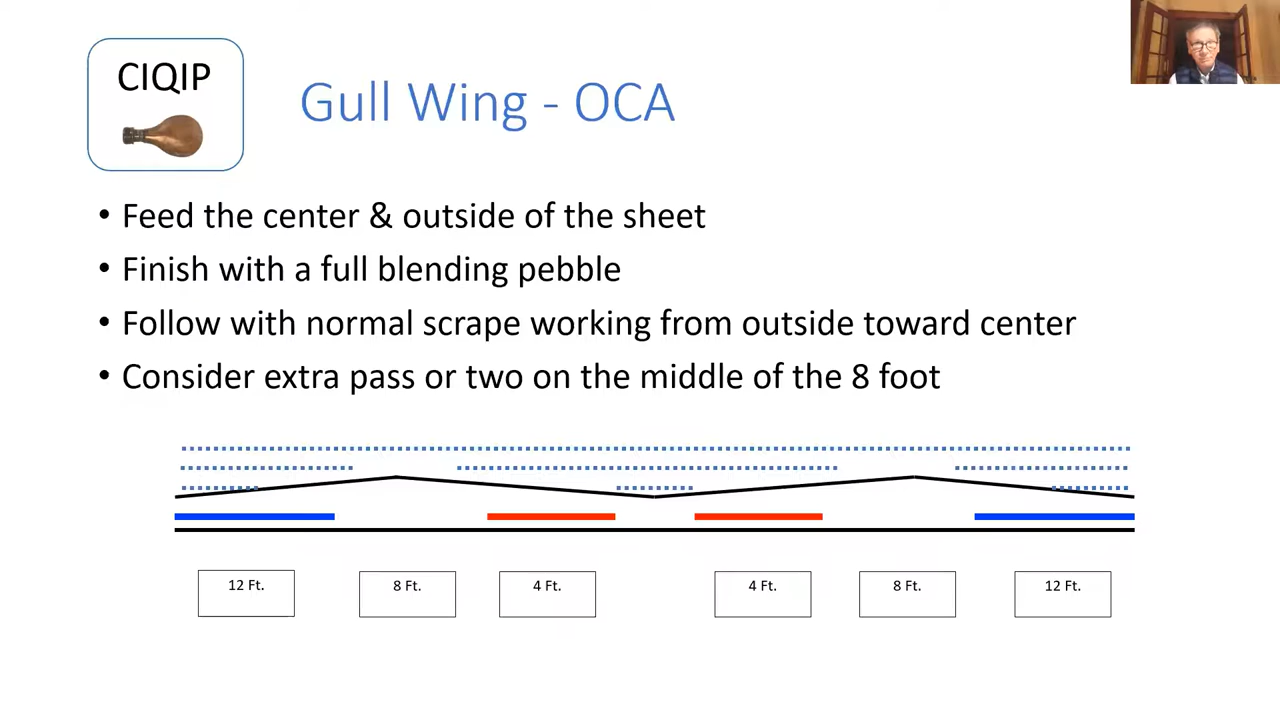 CIQIP
Gull Wing - OCA
• Feed the center & outside of the sheet
• Finish with a full blending pebble
• Follow with normal scrape working from outside toward center
• Consider extra pass or two on the middle of the 8 foot
12 Ft.
8 Ft.
4 Ft.
4 Ft.
8 Ft.
12 Ft.